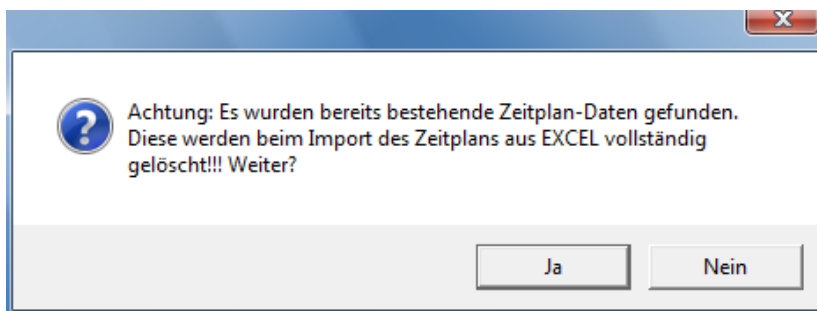 Achtung: Es wurden bereits bestehende Zeitplan-Daten gefunden.
Diese werden beim Import des Zeitplans aus EXCEL vollständig
gelöscht!!! Weiter?
Ja
Nein